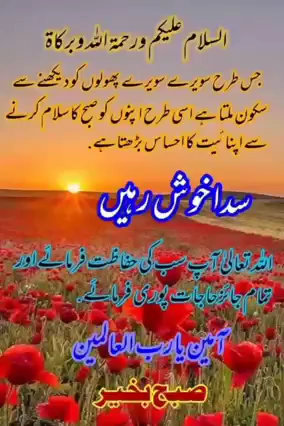 السلام علیکم ورحمۃ اللہ وبرکاۃ
جس طرح سویرے سویرے پھولوں کو دیکھنے سے
سکون ملتا ہے اسی طرح اپنوں کو صبح کا سلام کرنے
سے اپنائیت کا احساس بڑھتا ہے۔
سدا خوش رہیں
اللہ تعالیٰ آپ سب کی حفاظت فرمائے اور
تمام جائز حاجات پوری فرمائے۔
آمین یا رب العالمین
صبح بخیر